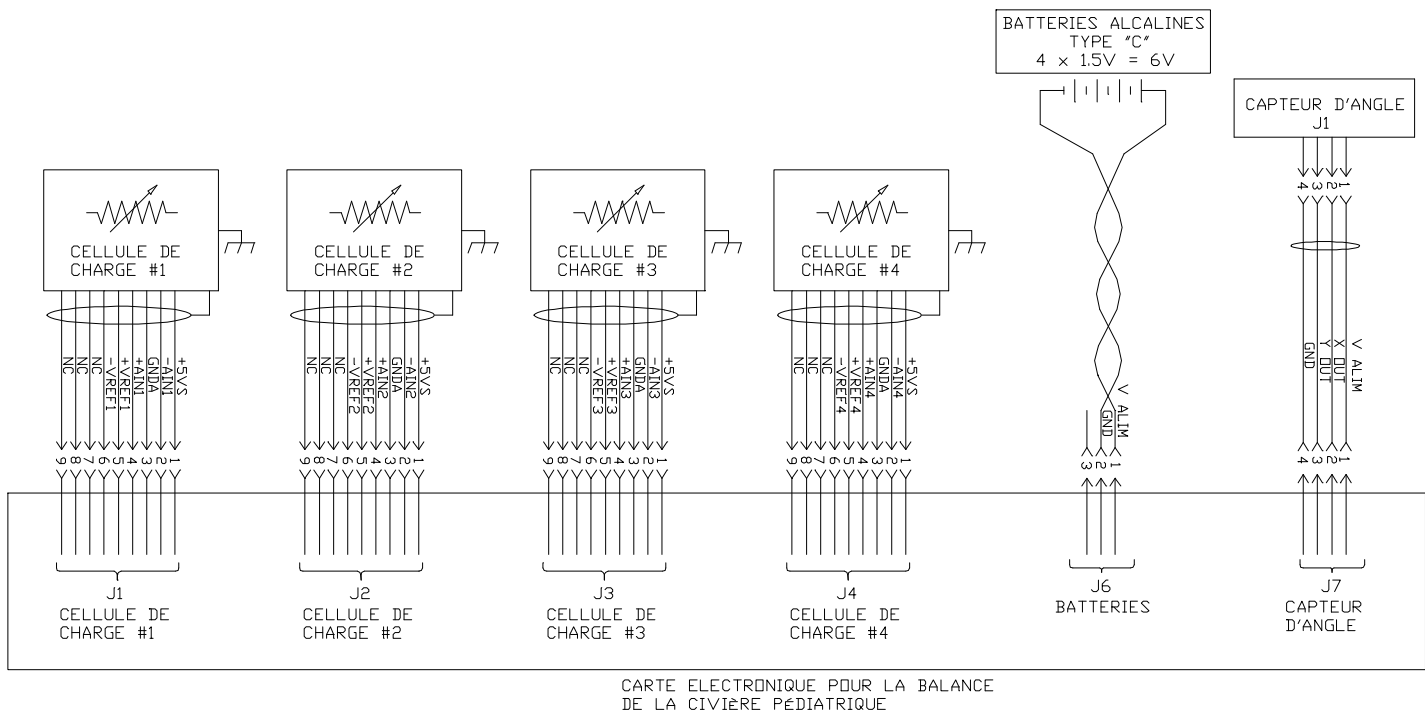 BATTERIES ALCALINES
TYPE "C"
4 x 1.5V = 6V
CAPTEUR D'ANGLE
J1
4 3 2 1
CELLULE DE
CHARGE #1
CELLULE DE
CHARGE #2
CELLULE DE
CHARGE #3
CELLULE DE
CHARGE #4
NC
NC
NC
-VREF1
+VREF1
+AIN1
GNDA
-AIN1
+5VS
NC
NC
NC
-VREF2
+VREF2
+AIN2
GNDA
-AIN2
+5VS
NC
NC
NC
-VREF3
+VREF3
+AIN3
GNDA
-AIN3
+5VS
NC
NC
NC
-VREF4
+VREF4
+AIN4
GNDA
-AIN4
+5VS
GND
V ALIM
GND
Y OUT
X OUT
V ALIM
9 8 7 6 5 4 3 2 1
9 8 7 6 5 4 3 2 1
9 8 7 6 5 4 3 2 1
9 8 7 6 5 4 3 2 1
3 2 1
4 3 2 1
J1
CELLULE DE
CHARGE #1
J2
CELLULE DE
CHARGE #2
J3
CELLULE DE
CHARGE #3
J4
CELLULE DE
CHARGE #4
J6
BATTERIES
J7
CAPTEUR
D'ANGLE
CARTE ELECTRONIQUE POUR LA BALANCE
DE LA CIVIÈRE PÉDIATRIQUE